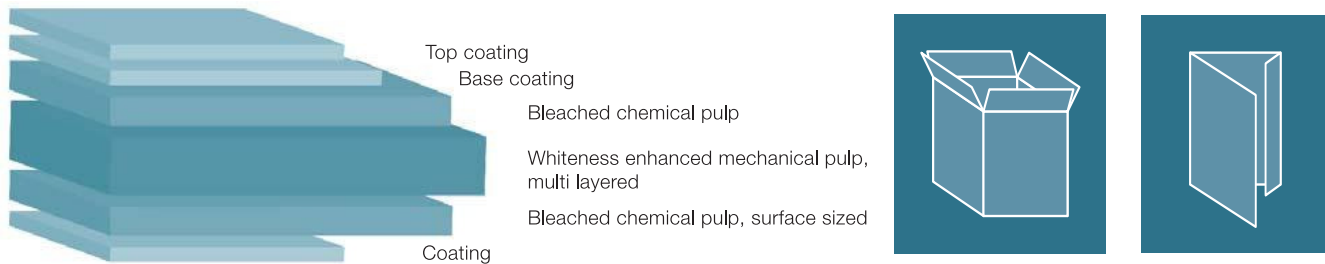 Top coating
Base coating
Bleached chemical pulp
Whiteness enhanced mechanical pulp,
multi layered
Bleached chemical pulp, surface sized
Coating